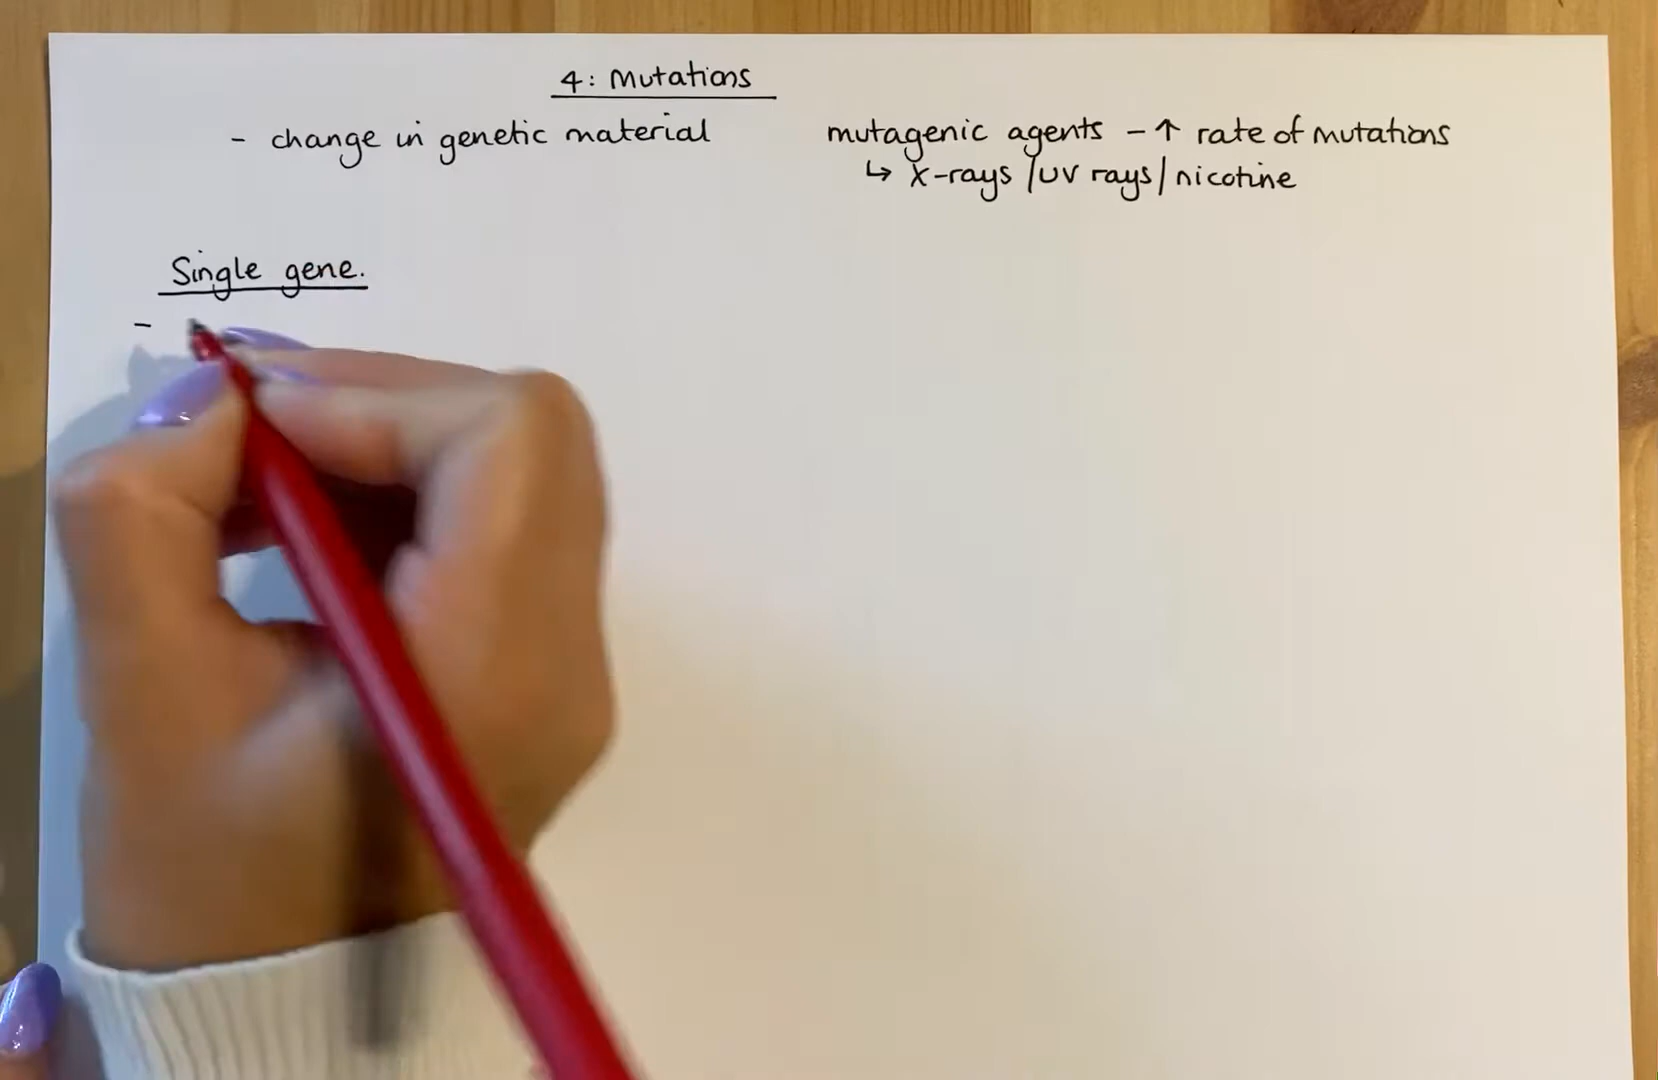 4: Mutations
- change in genetic material
mutagenic agents - ↑ rate of mutations
↳ X-rays / UV rays / nicotine
Single gene.
-